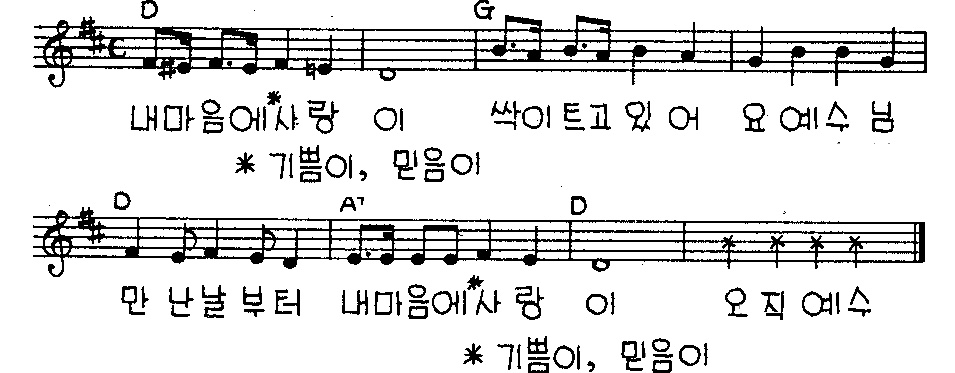 D G
내마음에*사랑 이 싹이트고 있어 요 예수 님
* 기쁨이, 믿음이
D A7 D
만 난날 부터 내마음에*사 랑 이 오직 예수
* 기쁨이, 믿음이